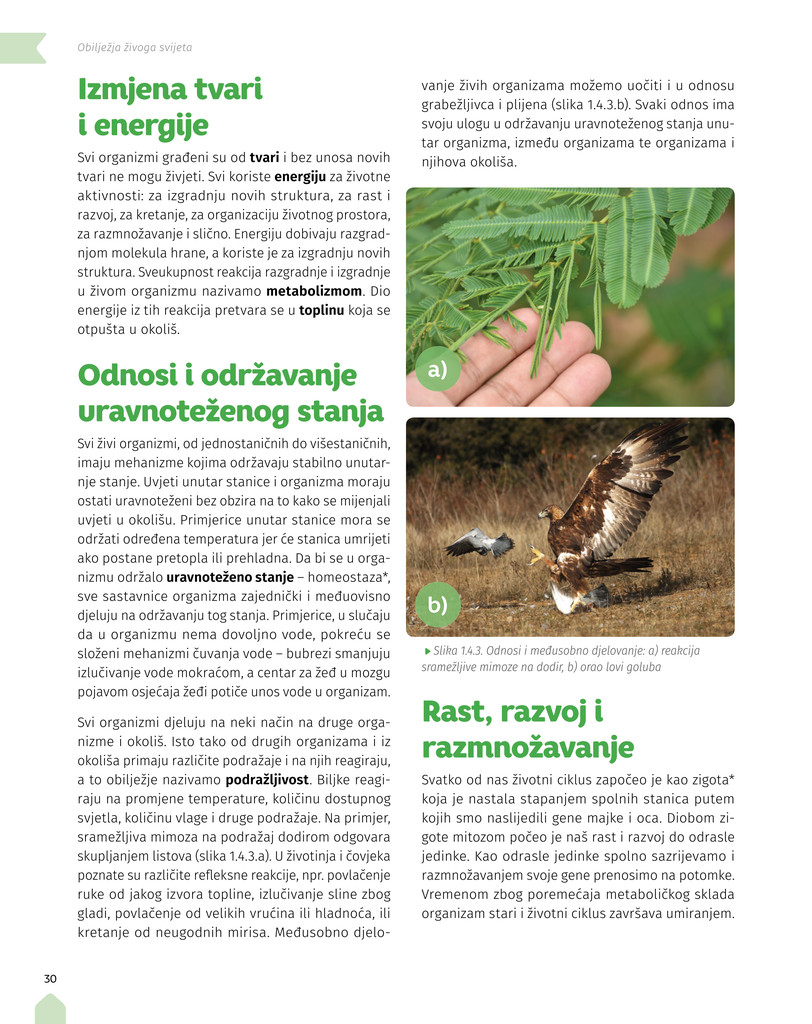 Obilježja živoga svijeta
Izmjena tvari
i energije
Svi organizmi građeni su od tvari i bez unosa novih
tvari ne mogu živjeti. Svi koriste energiju za životne
aktivnosti: za izgradnju novih struktura, za rast i
razvoj, za kretanje, za organizaciju životnog prostora,
za razmnožavanje i slično. Energiju dobivaju razgrad-
njom molekula hrane, a koriste je za izgradnju novih
struktura. Sveukupnost reakcija razgradnje i izgradnje
u živom organizmu nazivamo metabolizmom. Dio
energije iz tih reakcija pretvara se u toplinu koja se
otpušta u okoliš.
Odnosi i održavanje
uravnoteženog stanja
Svi živi organizmi, od jednostaničnih do višestaničnih,
imaju mehanizme kojima održavaju stabilno unutar-
nje stanje. Uvjeti unutar stanice i organizma moraju
ostati uravnoteženi bez obzira na to kako se mijenjali
uvjeti u okolišu. Primjerice unutar stanice mora se
održati određena temperatura jer će stanica umrijeti
ako postane pretopla ili prehladna. Da bi se u orga-
nizmu održalo uravnoteženo stanje – homeostaza*,
sve sastavnice organizma zajednički i međuovisno
djeluju na održavanju tog stanja. Primjerice, u slučaju
da u organizmu nema dovoljno vode, pokreću se
složeni mehanizmi čuvanja vode – bubrezi smanjuju
izlučivanje vode mokraćom, a centar za žeđ u mozgu
pojavom osjećaja žeđi potiče unos vode u organizam.
Svi organizmi djeluju na neki način na druge orga-
nizme i okoliš. Isto tako od drugih organizama i iz
okoliša primaju različite podražaje i na njih reagiraju,
a to obilježje nazivamo podražljivost. Biljke reagi-
raju na promjene temperature, količinu dostupnog
svjetla, količinu vlage i druge podražaje. Na primjer,
sramežljiva mimoza na podražaj dodirom odgovara
skupljanjem listova (slika 1.4.3.a). U životinja i čovjeka
poznate su različite refleksne reakcije, npr. povlačenje
ruke od jakog izvora topline, izlučivanje sline zbog
gladi, povlačenje od velikih vrućina ili hladnoća, ili
kretanje od neugodnih mirisa. Međusobno djelo-
vanje živih organizama možemo uočiti i u odnosu
grabežljivca i plijena (slika 1.4.3.b). Svaki odnos ima
svoju ulogu u održavanju uravnoteženog stanja unu-
tar organizma, između organizama te organizama i
njihova okoliša.
a)
b)
Slika 1.4.3. Odnosi i međusobno djelovanje: a) reakcija
sramežljive mimoze na dodir, b) orao lovi goluba
Rast, razvoj i
razmnožavanje
Svatko od nas životni ciklus započeo je kao zigota*
koja je nastala stapanjem spolnih stanica putem
kojih smo naslijedili gene majke i oca. Diobom zi-
gote mitozom počeo je naš rast i razvoj do odrasle
jedinke. Kao odrasle jedinke spolno sazrijevamo i
razmnožavanjem svoje gene prenosimo na potomke.
Vremenom zbog poremećaja metaboličkog sklada
organizam stari i životni ciklus završava umiranjem.
30